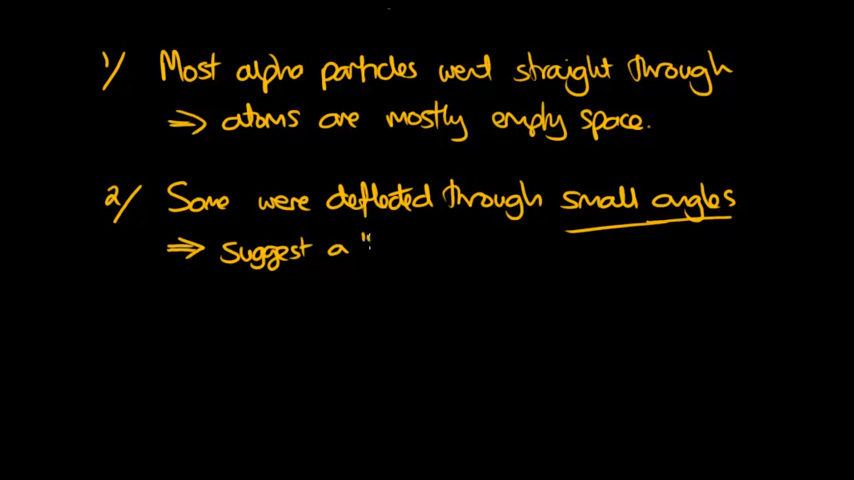 1/ Most alpha particles went straight through
⇒ atoms are mostly empty space.
2/ Some were deflected through small angles
⇒ suggest a "